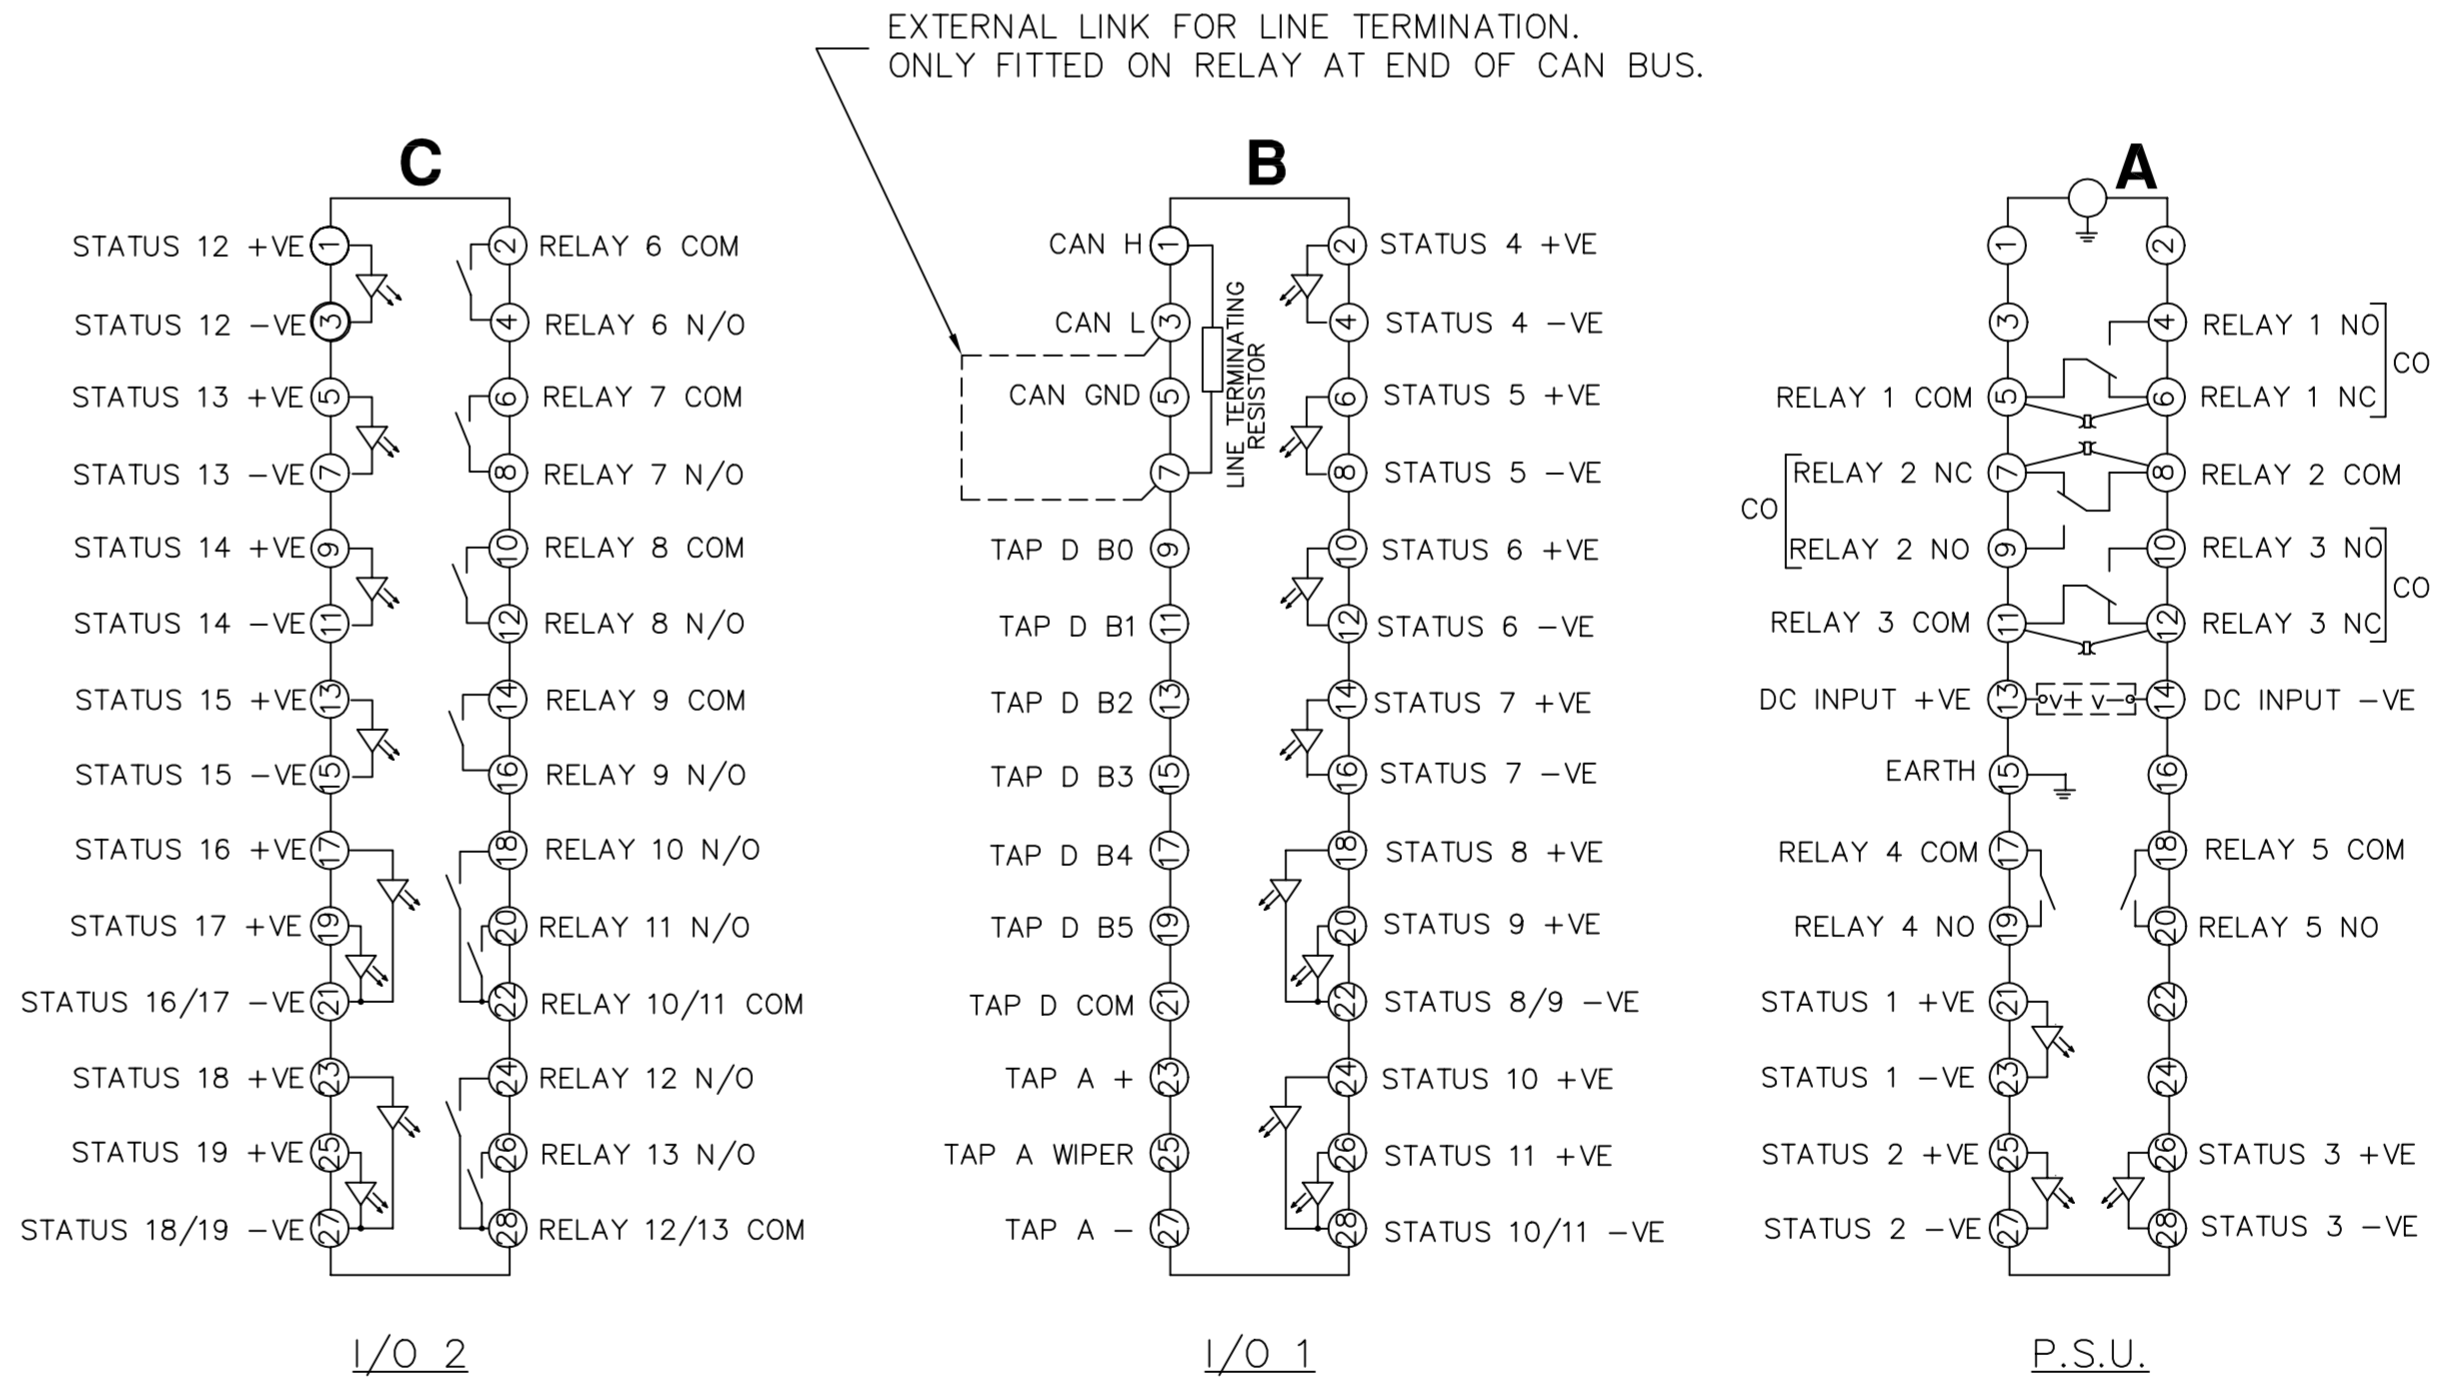 EXTERNAL LINK FOR LINE TERMINATION.
ONLY FITTED ON RELAY AT END OF CAN BUS.
C
STATUS 12 +VE 1 2 RELAY 6 COM
STATUS 12 -VE 3 4 RELAY 6 N/O
STATUS 13 +VE 5 6 RELAY 7 COM
STATUS 13 -VE 7 8 RELAY 7 N/O
STATUS 14 +VE 9 10 RELAY 8 COM
STATUS 14 -VE 11 12 RELAY 8 N/O
STATUS 15 +VE 13 14 RELAY 9 COM
STATUS 15 -VE 15 16 RELAY 9 N/O
STATUS 16 +VE 17 18 RELAY 10 N/O
STATUS 17 +VE 19 20 RELAY 11 N/O
STATUS 16/17 -VE 21 22 RELAY 10/11 COM
STATUS 18 +VE 23 24 RELAY 12 N/O
STATUS 19 +VE 25 26 RELAY 13 N/O
STATUS 18/19 -VE 27 28 RELAY 12/13 COM
I/O 2
B
CAN H 1 2 STATUS 4 +VE
CAN L 3 4 STATUS 4 -VE
CAN GND 5 6 STATUS 5 +VE
7 8 STATUS 5 -VE
LINE TERMINATING
RESISTOR
TAP D B0 9 10 STATUS 6 +VE
TAP D B1 11 12 STATUS 6 -VE
TAP D B2 13 14 STATUS 7 +VE
TAP D B3 15 16 STATUS 7 -VE
TAP D B4 17 18 STATUS 8 +VE
TAP D B5 19 20 STATUS 9 +VE
TAP D COM 21 22 STATUS 8/9 -VE
TAP A + 23 24 STATUS 10 +VE
TAP A WIPER 25 26 STATUS 11 +VE
TAP A - 27 28 STATUS 10/11 -VE
I/O 1
A
1 2
3 4 RELAY 1 NO
CO
RELAY 1 COM 5 6 RELAY 1 NC
RELAY 2 NC 7 8 RELAY 2 COM
CO
RELAY 2 NO 9 10 RELAY 3 NO
CO
RELAY 3 COM 11 12 RELAY 3 NC
DC INPUT +VE 13 V+ V- 14 DC INPUT -VE
EARTH 15 16
RELAY 4 COM 17 18 RELAY 5 COM
RELAY 4 NO 19 20 RELAY 5 NO
STATUS 1 +VE 21 22
STATUS 1 -VE 23 24
STATUS 2 +VE 25 26 STATUS 3 +VE
STATUS 2 -VE 27 28 STATUS 3 -VE
P.S.U.